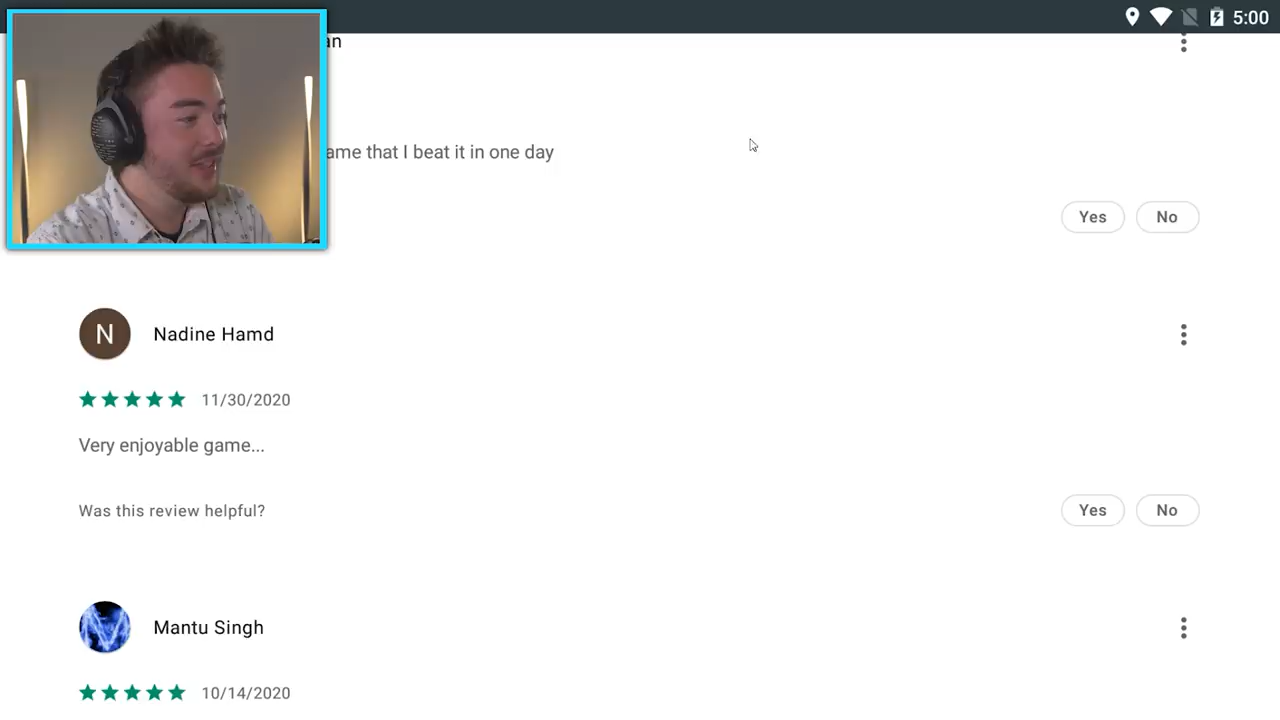 5:00
ame that I beat it in one day
Yes No
N
Nadine Hamd
11/30/2020
Very enjoyable game...
Was this review helpful?
Yes No
Mantu Singh
10/14/2020